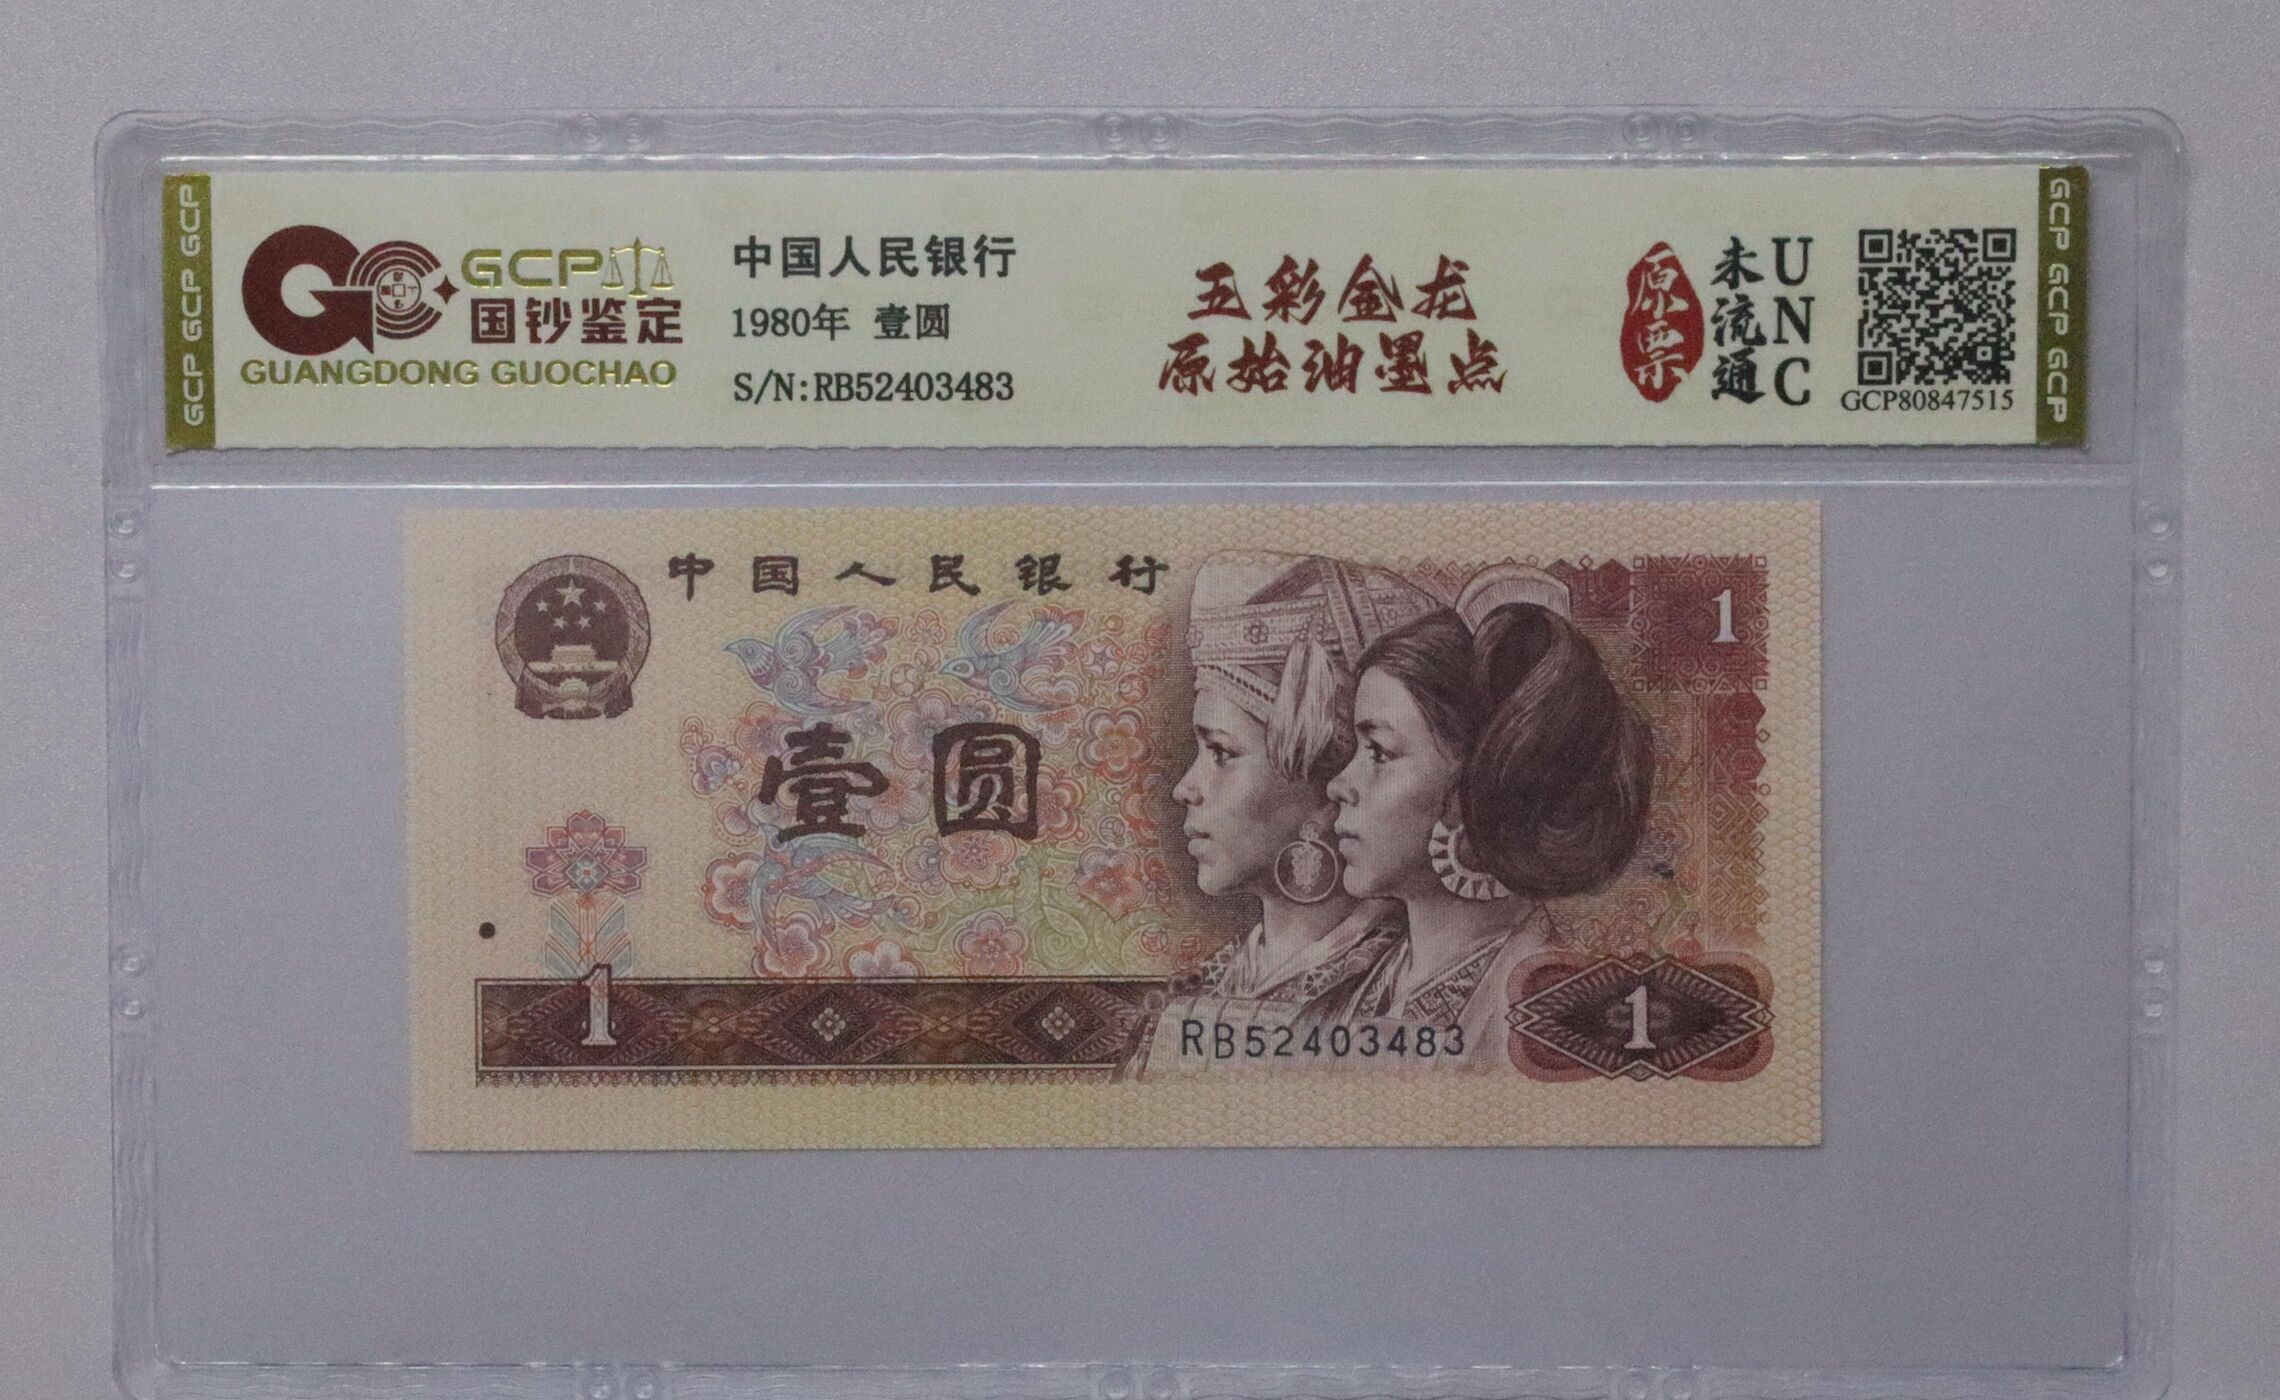 GCP GCP GCP
GCP
国钞鉴定
GUANGDONG GUOCHAO
中国人民银行
1980年 壹圆
S/N:RB52403483
五彩金龙
原始油墨点
原票
未流通
UNC
GCP80847515
GCP GCP GCP
中国人民银行
1
壹圆
1
RB52403483
1